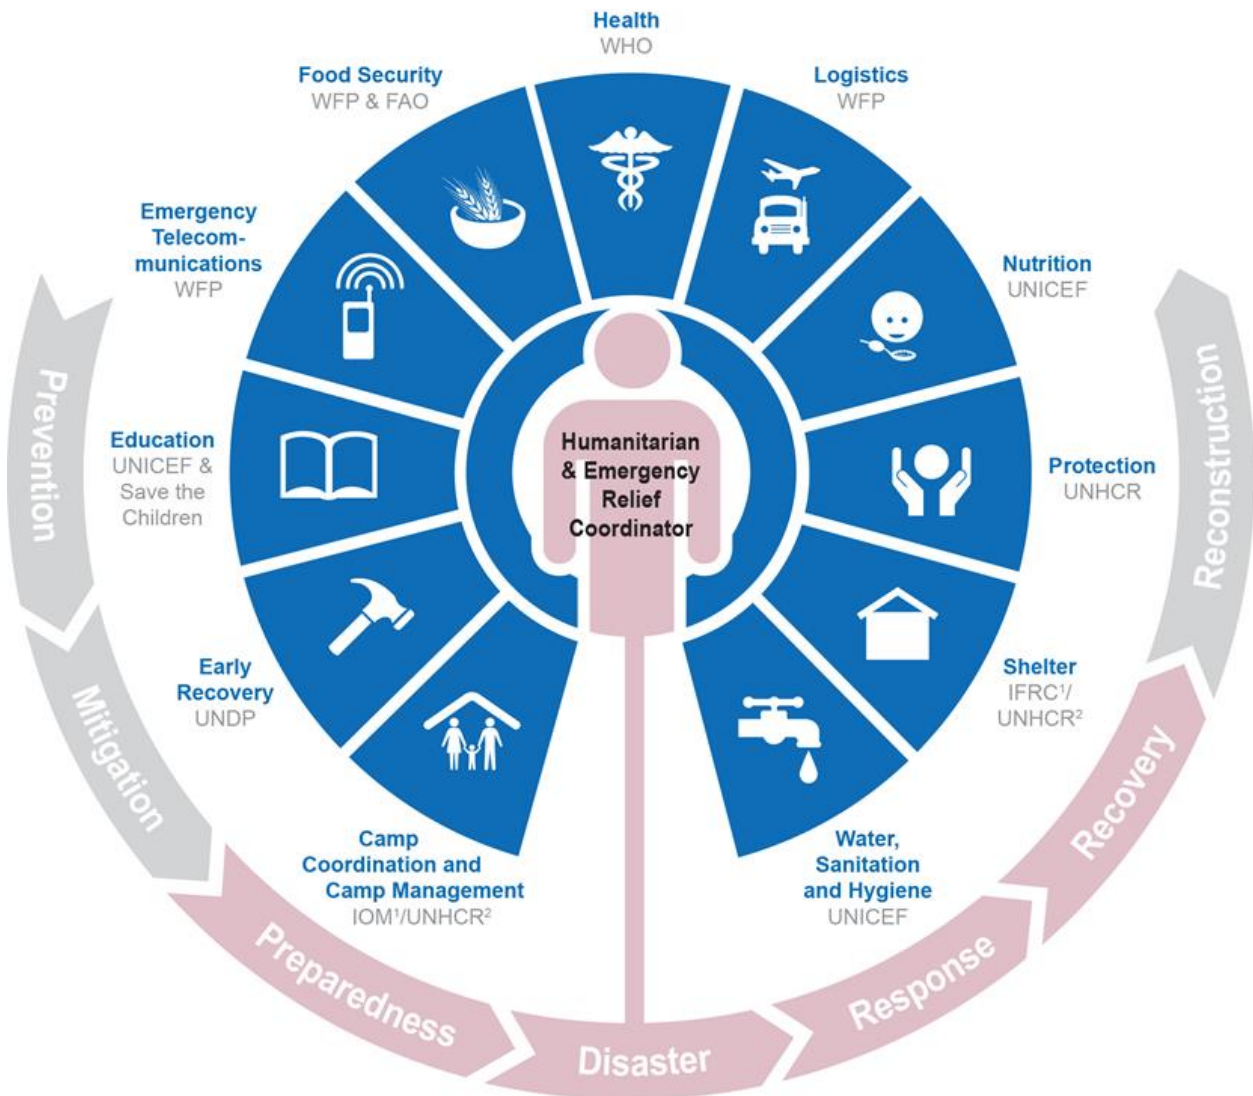 Health
WHO
Logistics
WFP
Nutrition
UNICEF
Protection
UNHCR
Shelter
IFRC¹/
UNHCR²
Water,
Sanitation
and Hygiene
UNICEF
Camp
Coordination and
Camp Management
IOM¹/UNHCR²
Early
Recovery
UNDP
Education
UNICEF &
Save the
Children
Emergency
Telecom-
munications
WFP
Food Security
WFP & FAO
Humanitarian
& Emergency
Relief
Coordinator
Prevention
Mitigation
Preparedness
Disaster
Response
Recovery
Reconstruction